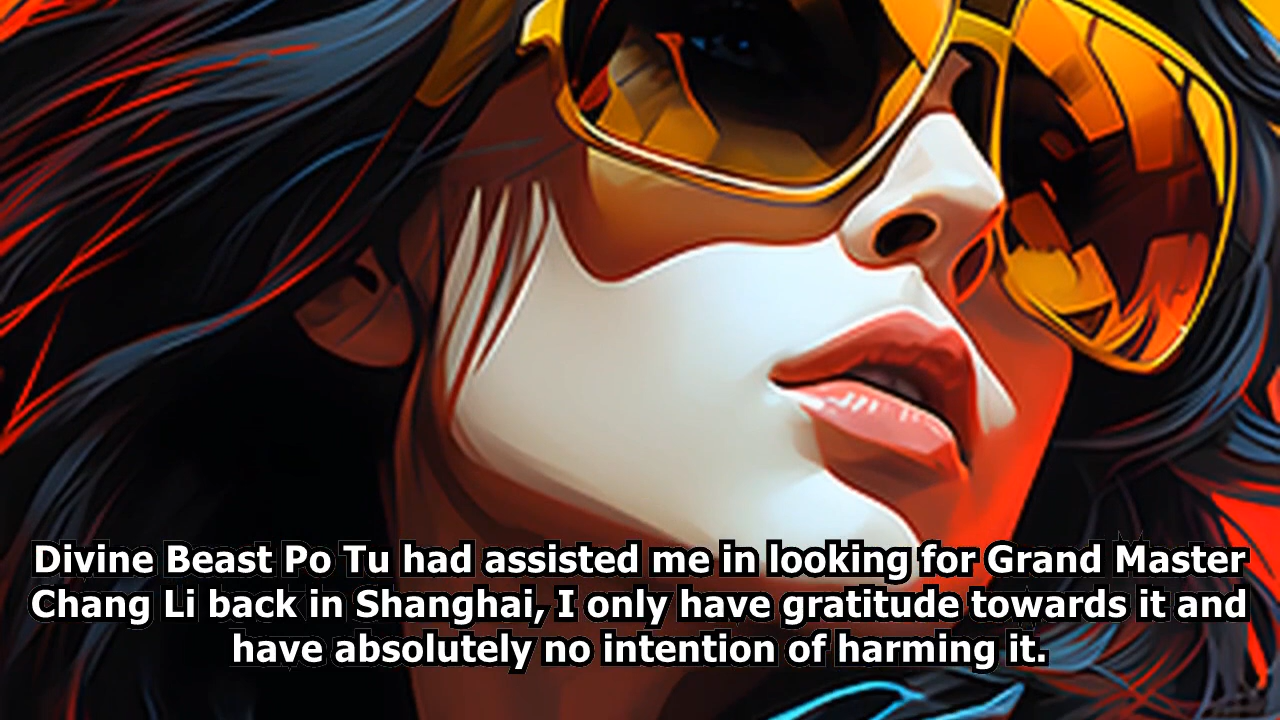 Divine Beast Po Tu had assisted me in looking for Grand Master
Chang Li back in Shanghai, I only have gratitude towards it and
have absolutely no intention of harming it.